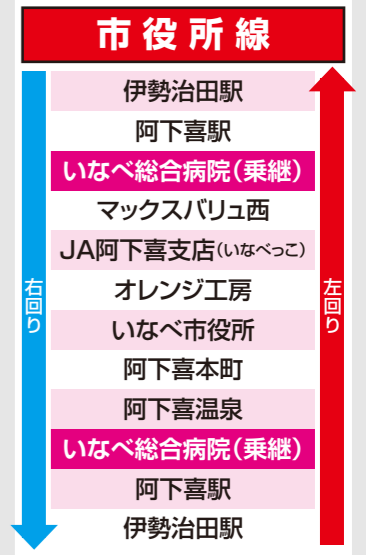 市役所線
伊勢治田駅
阿下喜駅
いなべ総合病院(乗継)
マックスバリュ西
JA阿下喜支店(いなべっこ)
オレンジ工房
いなべ市役所
阿下喜本町
阿下喜温泉
いなべ総合病院(乗継)
阿下喜駅
伊勢治田駅
右回り
左回り